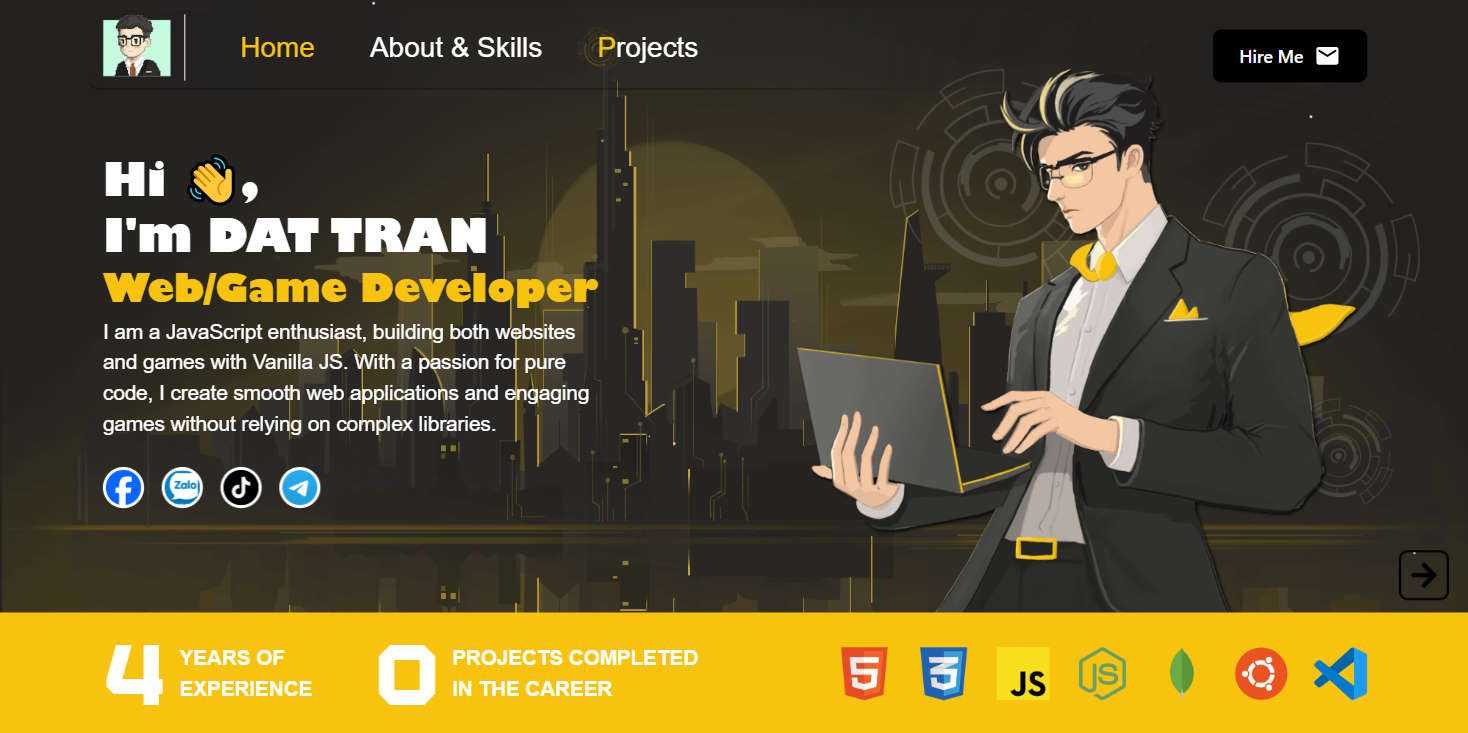 Home About & Skills Projects
Hire Me
Hi 👋,
I'm DAT TRAN
Web/Game Developer
I am a JavaScript enthusiast, building both websites
and games with Vanilla JS. With a passion for pure
code, I create smooth web applications and engaging
games without relying on complex libraries.
Zalo
4 YEARS OF
EXPERIENCE
0 PROJECTS COMPLETED
IN THE CAREER
5 3 JS JS